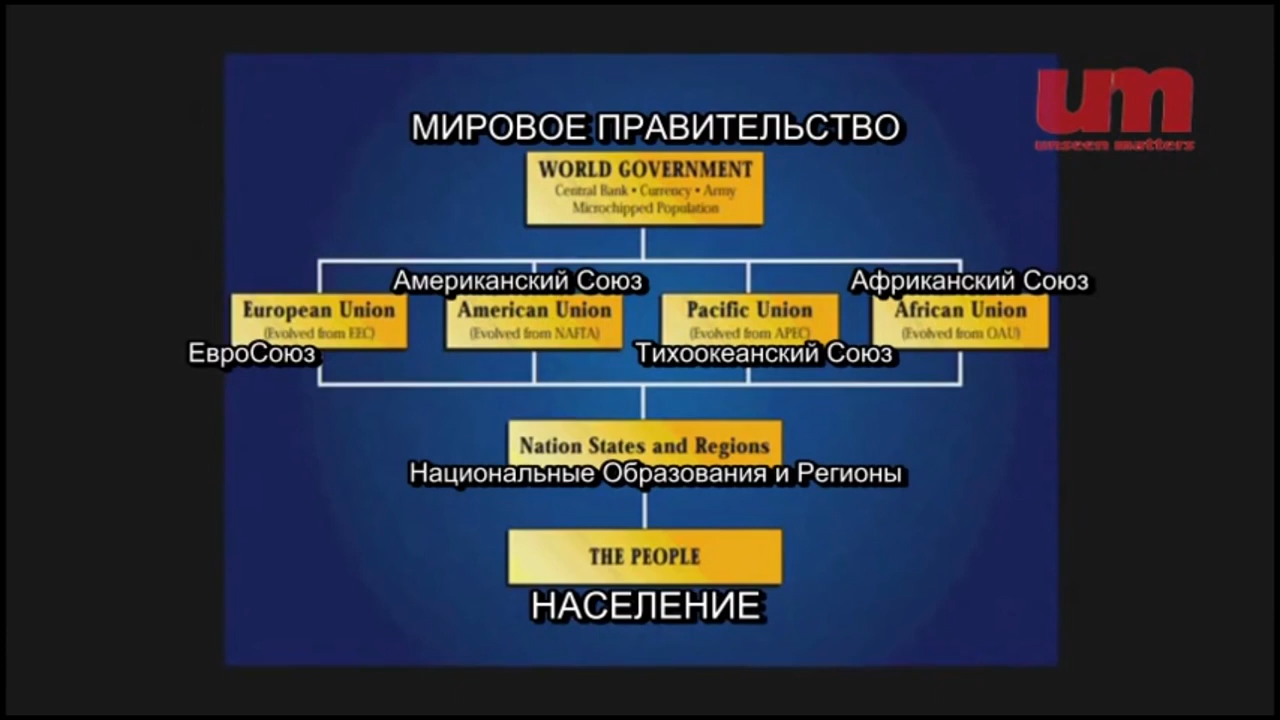 um
unseen matters
МИРОВОЕ ПРАВИТЕЛЬСТВО
WORLD GOVERNMENT
Central Bank • Currency • Army
Microchipped Population
Американский Союз
Африканский Союз
European Union
(Evolved from EEC)
American Union
(Evolved from NAFTA)
Pacific Union
(Evolved from APEC)
African Union
(Evolved from OAU)
ЕвроСоюз
Тихоокеанский Союз
Nation States and Regions
Национальные Образования и Регионы
THE PEOPLE
НАСЕЛЕНИЕ